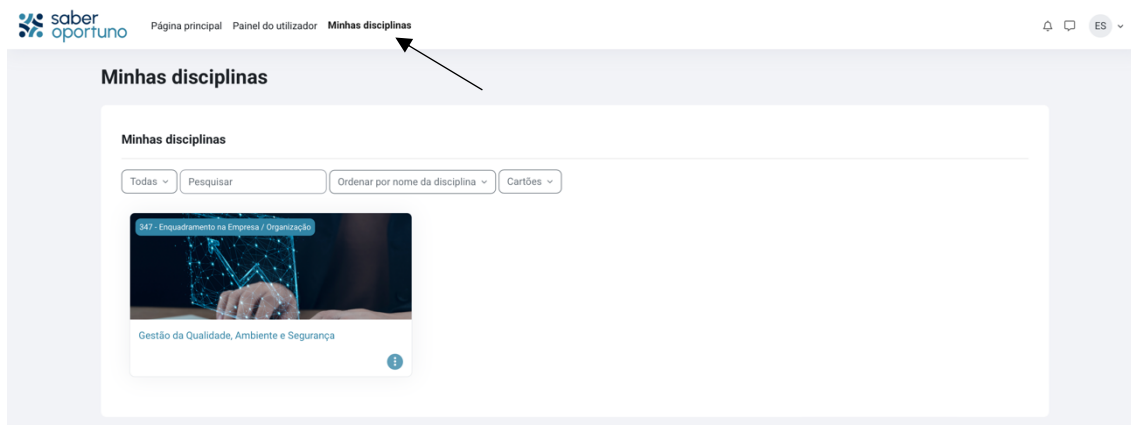 saber
oportuno
Página principal Painel do utilizador Minhas disciplinas
ES
Minhas disciplinas
Minhas disciplinas
Todas Pesquisar Ordenar por nome da disciplina Cartões
347 - Enquadramento na Empresa / Organização
Gestão da Qualidade, Ambiente e Segurança